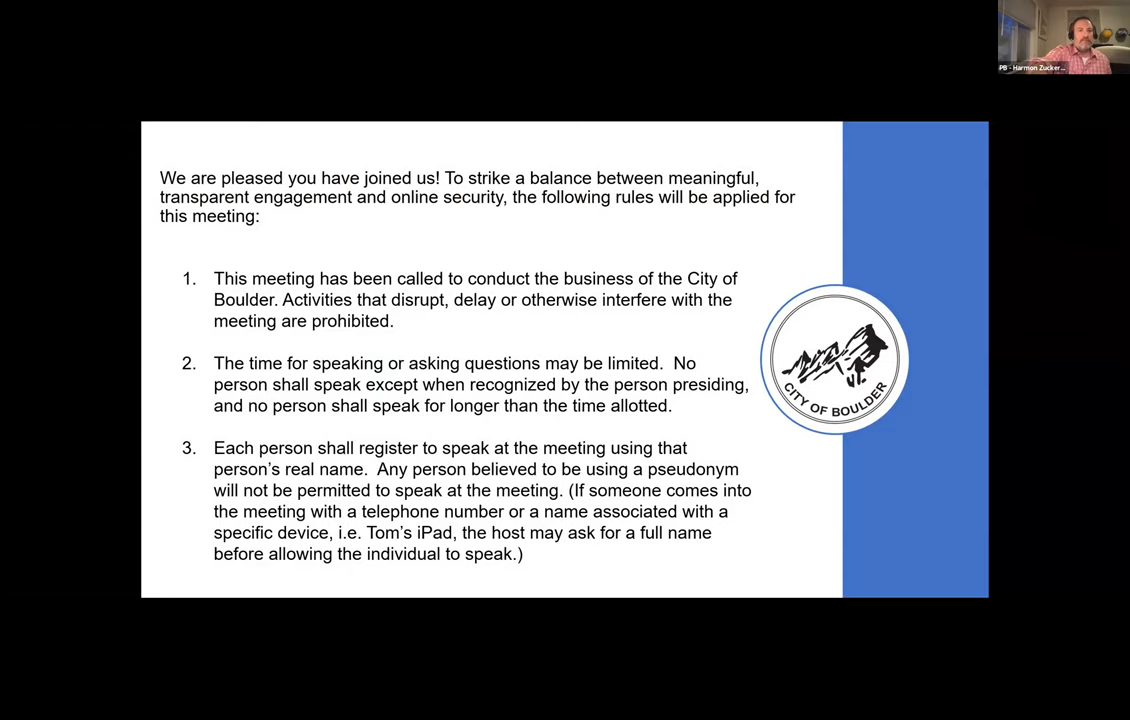 PB - Harmon Zucker...
We are pleased you have joined us! To strike a balance between meaningful,
transparent engagement and online security, the following rules will be applied for
this meeting:
1. This meeting has been called to conduct the business of the City of
Boulder. Activities that disrupt, delay or otherwise interfere with the
meeting are prohibited.
2. The time for speaking or asking questions may be limited.  No
person shall speak except when recognized by the person presiding,
and no person shall speak for longer than the time allotted.
3. Each person shall register to speak at the meeting using that
person’s real name.  Any person believed to be using a pseudonym
will not be permitted to speak at the meeting. (If someone comes into
the meeting with a telephone number or a name associated with a
specific device, i.e. Tom’s iPad, the host may ask for a full name
before allowing the individual to speak.)
CITY OF BOULDER